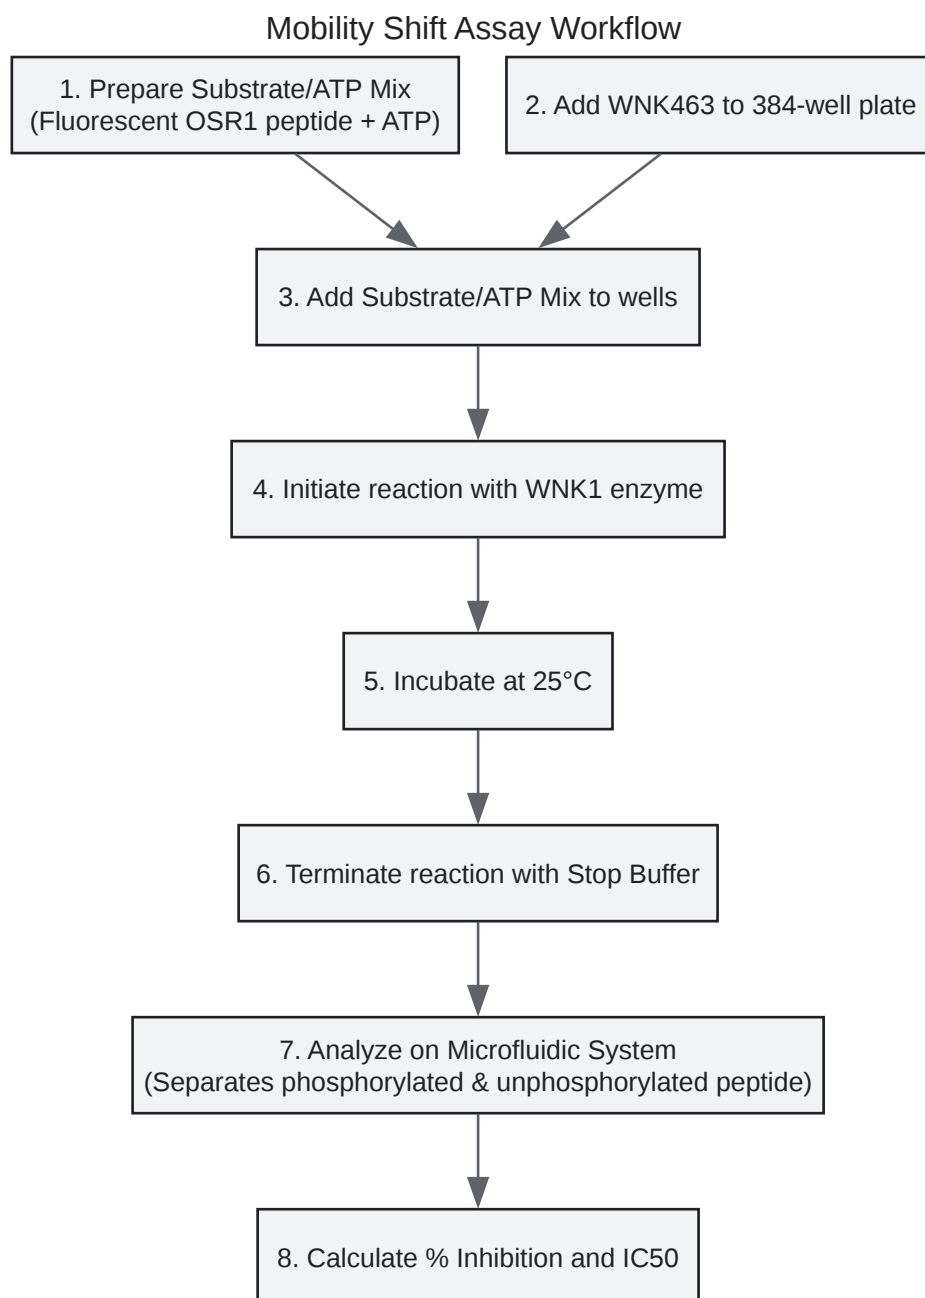 Mobility Shift Assay Workflow
1. Prepare Substrate/ATP Mix
(Fluorescent OSR1 peptide + ATP)
2. Add WNK463 to 384-well plate
3. Add Substrate/ATP Mix to wells
4. Initiate reaction with WNK1 enzyme
5. Incubate at 25°C
6. Terminate reaction with Stop Buffer
7. Analyze on Microfluidic System
(Separates phosphorylated & unphosphorylated peptide)
8. Calculate % Inhibition and IC50